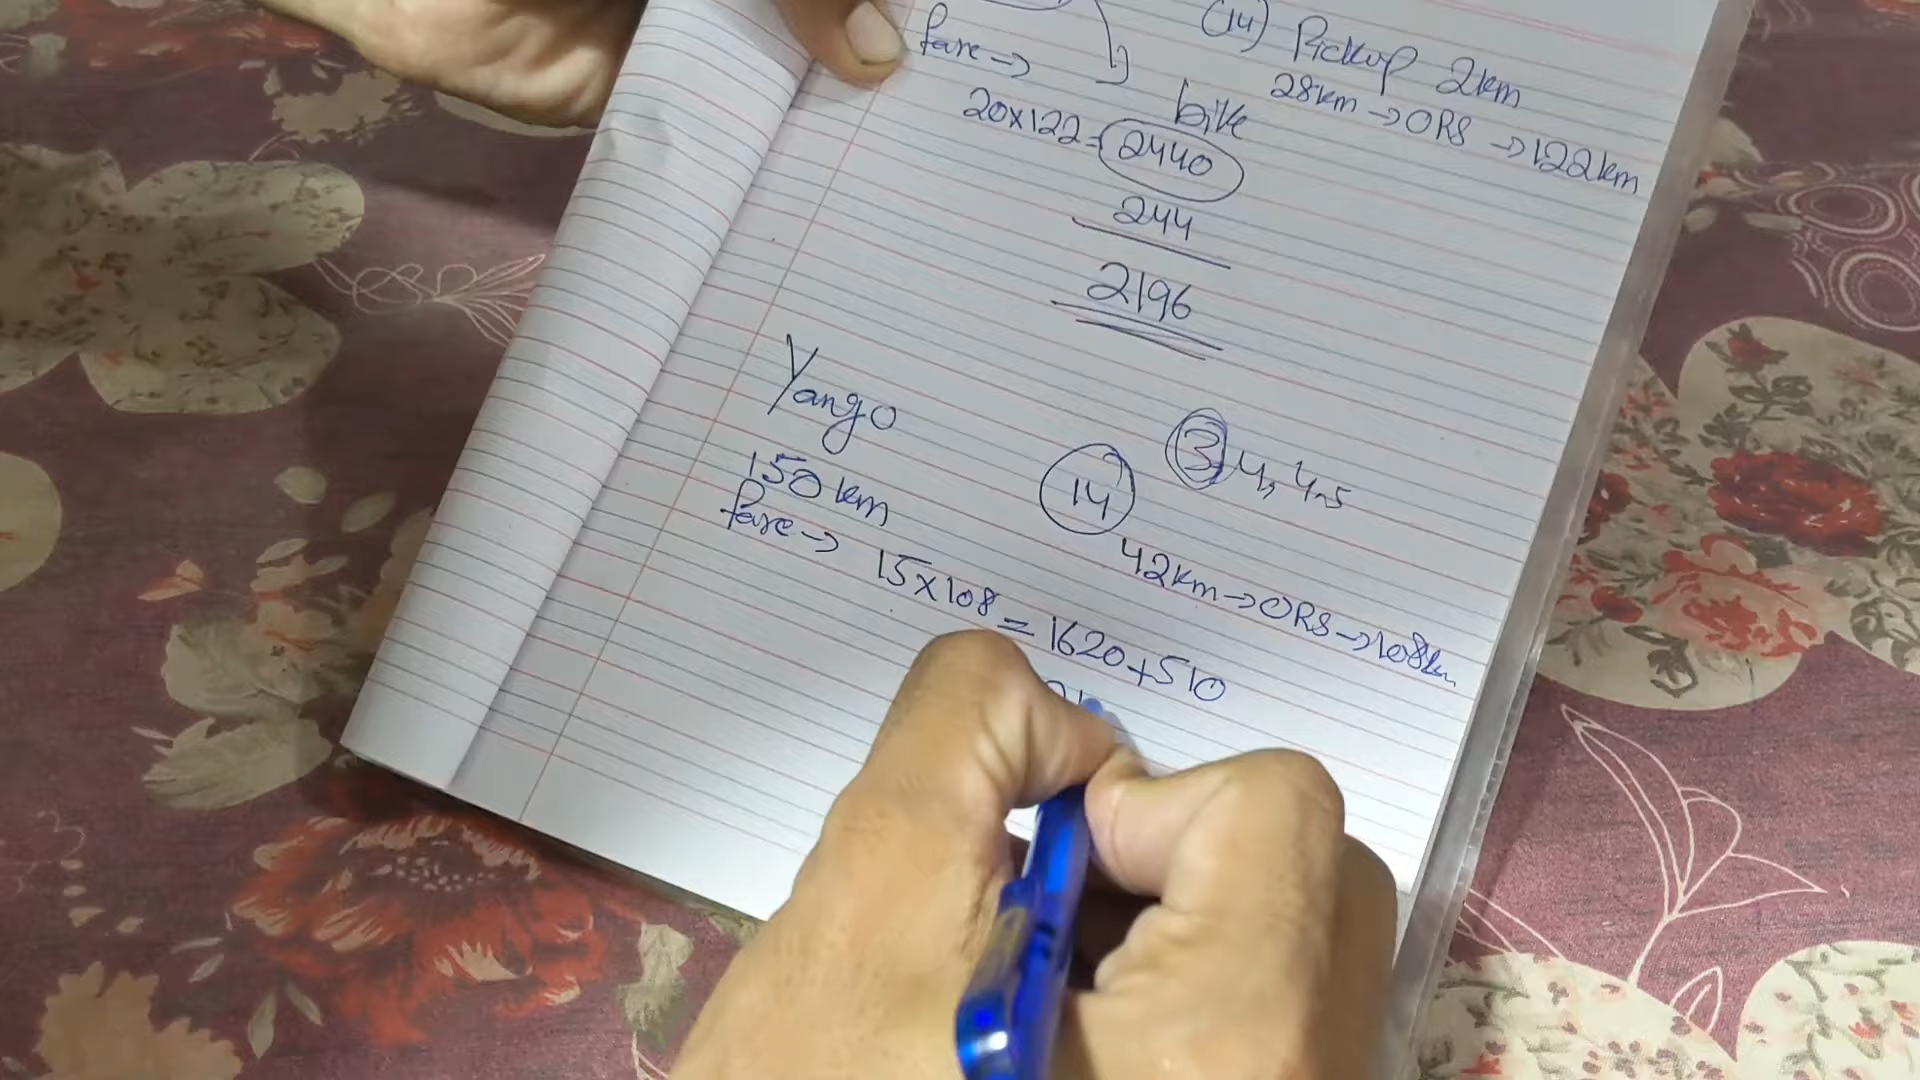 (14) Pickup 2km
28km → ORS → 122km
fare →
bike
20x122 = 2440
244
2196
Yango
3, 4, 4.5
150 km
14
42km → ORS → 108km
fare → 15x108 = 1620+510